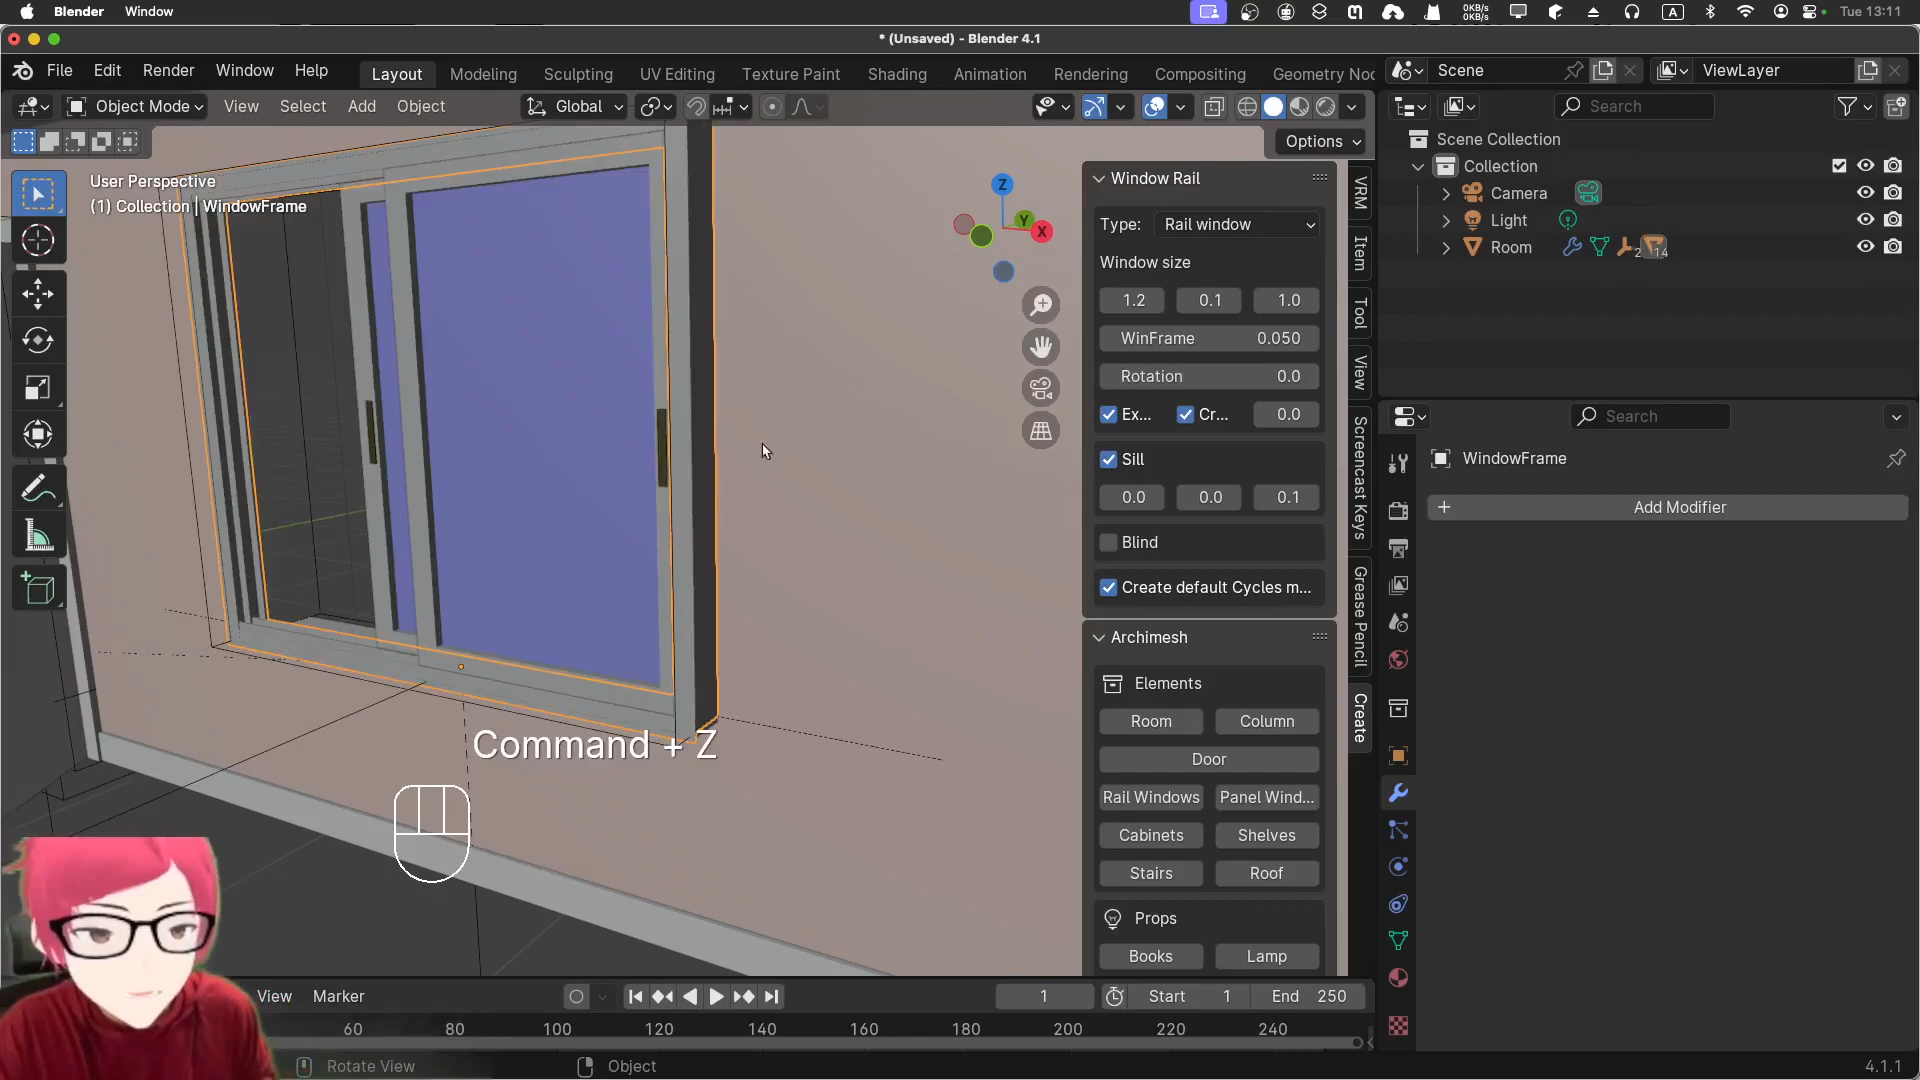 Blender Window
A
0KB/s
0KB/s
Tue 13:11
* (Unsaved) - Blender 4.1
File Edit Render Window Help
Layout Modeling Sculpting UV Editing Texture Paint Shading Animation Rendering Compositing Geometry Noc
Scene
ViewLayer
Object Mode
View Select Add Object
Global
Search
Options
User Perspective
(1) Collection | WindowFrame
Z
Y
X
Scene Collection
Collection
Camera
Light
Room
2
14
Window Rail
Type: Rail window
Window size
1.2 0.1 1.0
WinFrame 0.050
Rotation 0.0
Ex... Cr... 0.0
Sill
0.0 0.0 0.1
Blind
Create default Cycles m...
Archimesh
Elements
Room Column
Door
Rail Windows Panel Wind...
Cabinets Shelves
Stairs Roof
Props
Books Lamp
VRM
Item
Tool
View
Screencast Keys
Grease Pencil
Create
Search
WindowFrame
+ Add Modifier
Command + Z
View Marker
1
Start 1
End 250
60 80 100 120 140 160 180 200 220 240
Rotate View
Object
4.1.1